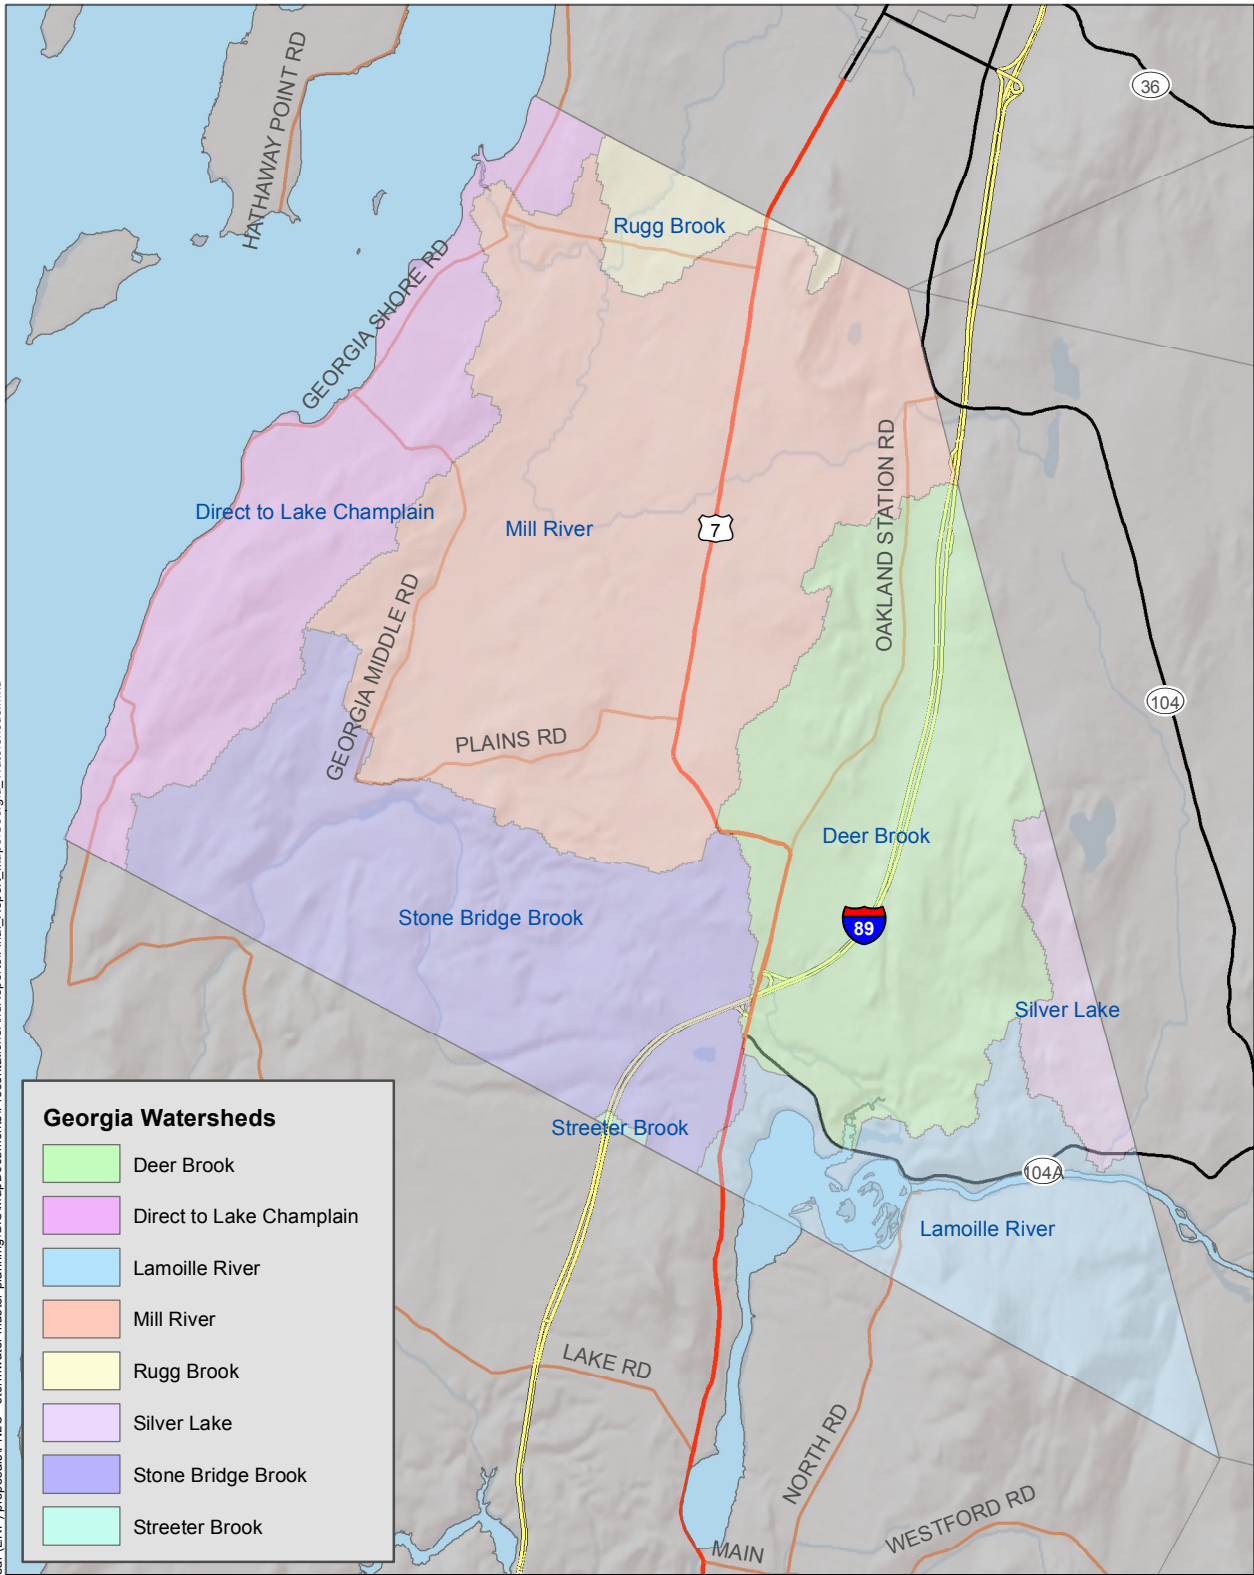 HATHAWAY POINT RD
36
Rugg Brook
GEORGIA SHORE RD
OAKLAND STATION RD
Direct to Lake Champlain
Mill River
7
GEORGIA MIDDLE RD
104
PLAINS RD
Deer Brook
Stone Bridge Brook
89
Silver Lake
Streeter Brook
104A
Lamoille River
LAKE RD
NORTH RD
WESTFORD RD
MAIN
Georgia Watersheds
Deer Brook
Direct to Lake Champlain
Lamoille River
Mill River
Rugg Brook
Silver Lake
Stone Bridge Brook
Streeter Brook